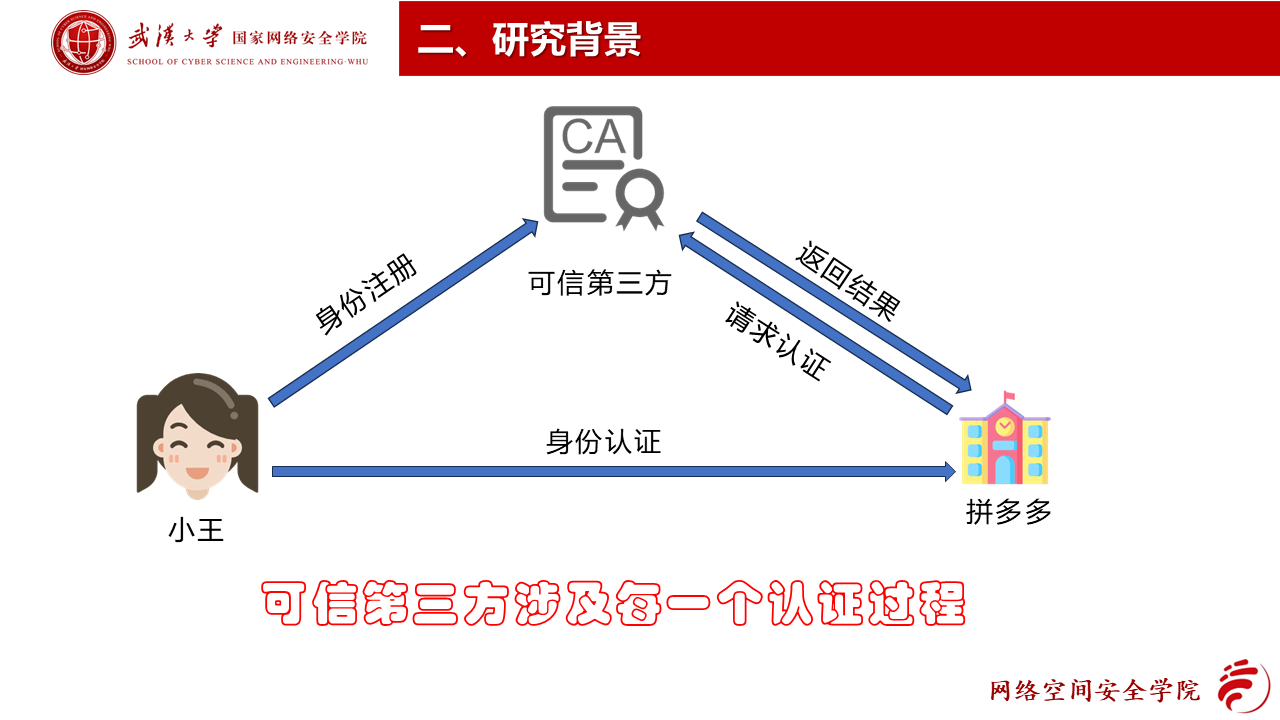 武汉大学 国家网络安全学院
SCHOOL OF CYBER SCIENCE AND ENGINEERING·WHU
二、研究背景
CA
可信第三方
身份注册
返回结果
请求认证
身份认证
小王
拼多多
可信第三方涉及每一个认证过程
网络空间安全学院